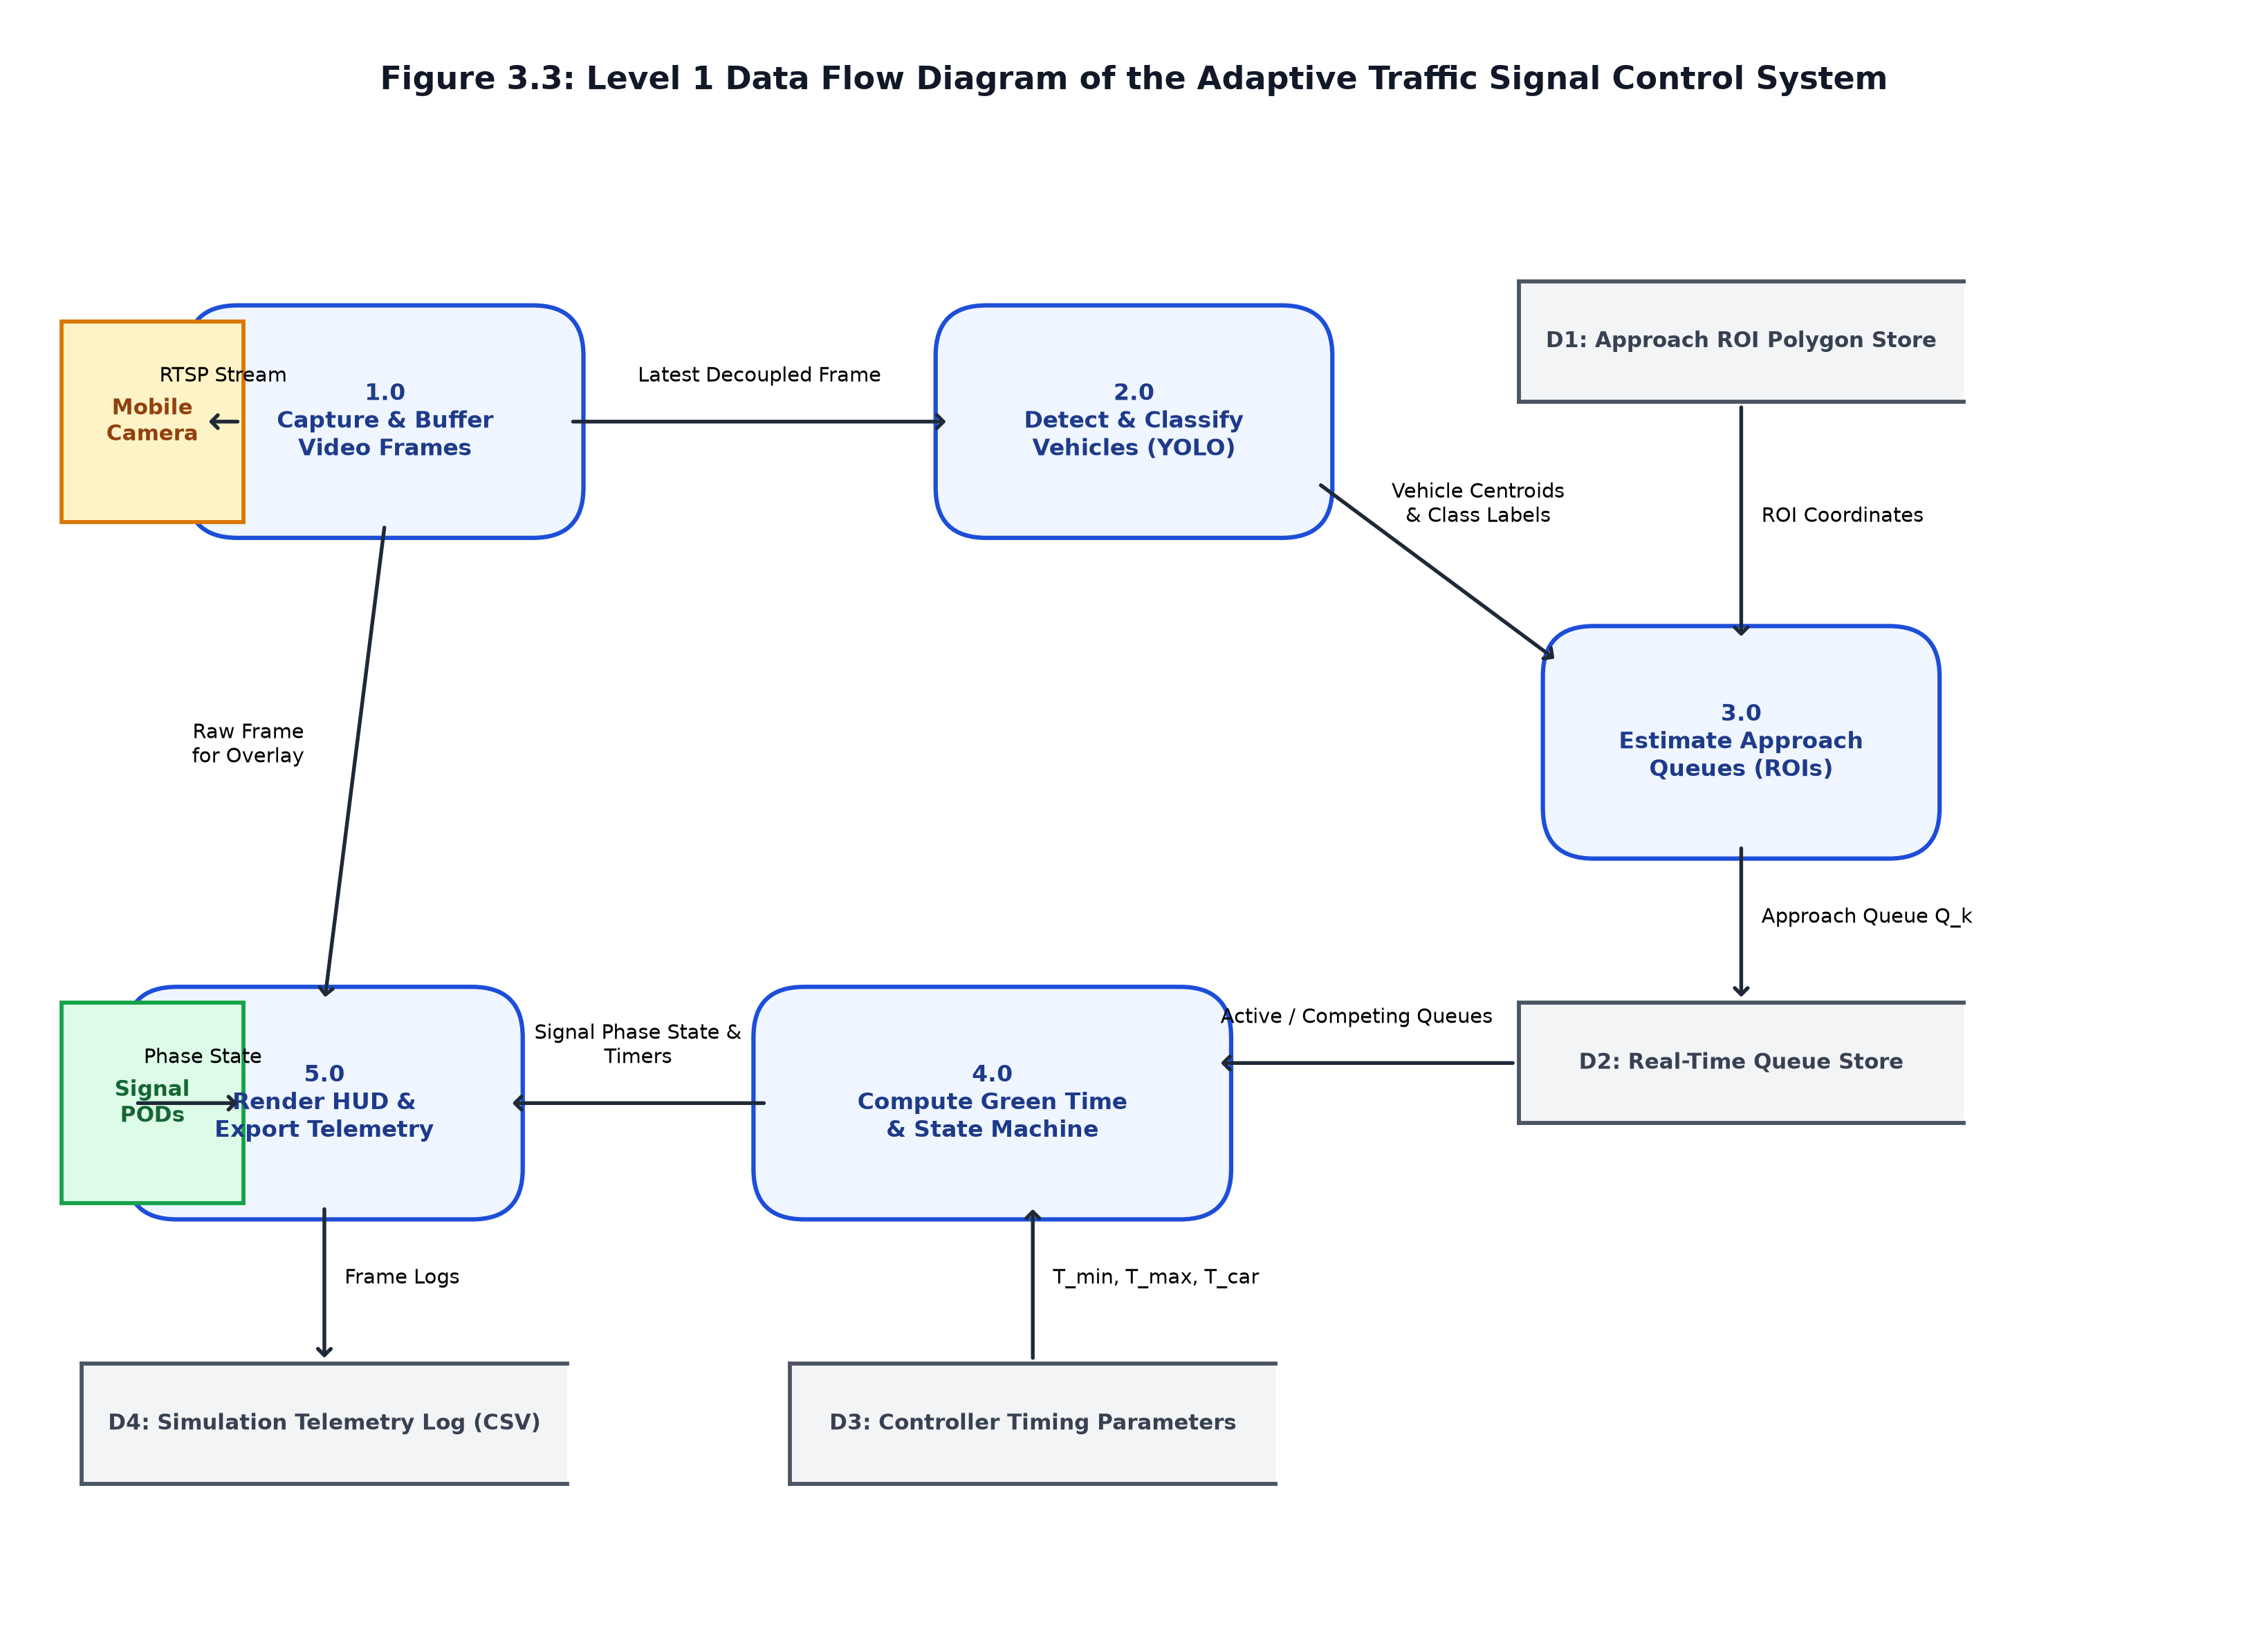 Figure 3.3: Level 1 Data Flow Diagram of the Adaptive Traffic Signal Control System
RTSP Stream
Mobile
Camera
1.0
Capture & Buffer
Video Frames
Latest Decoupled Frame
2.0
Detect & Classify
Vehicles (YOLO)
D1: Approach ROI Polygon Store
Vehicle Centroids
& Class Labels
ROI Coordinates
Raw Frame
for Overlay
3.0
Estimate Approach
Queues (ROIs)
Approach Queue Q_k
Phase State
Signal
PODs
5.0
Render HUD &
Export Telemetry
Signal Phase State &
Timers
4.0
Compute Green Time
& State Machine
Active / Competing Queues
D2: Real-Time Queue Store
Frame Logs
T_min, T_max, T_car
D4: Simulation Telemetry Log (CSV)
D3: Controller Timing Parameters